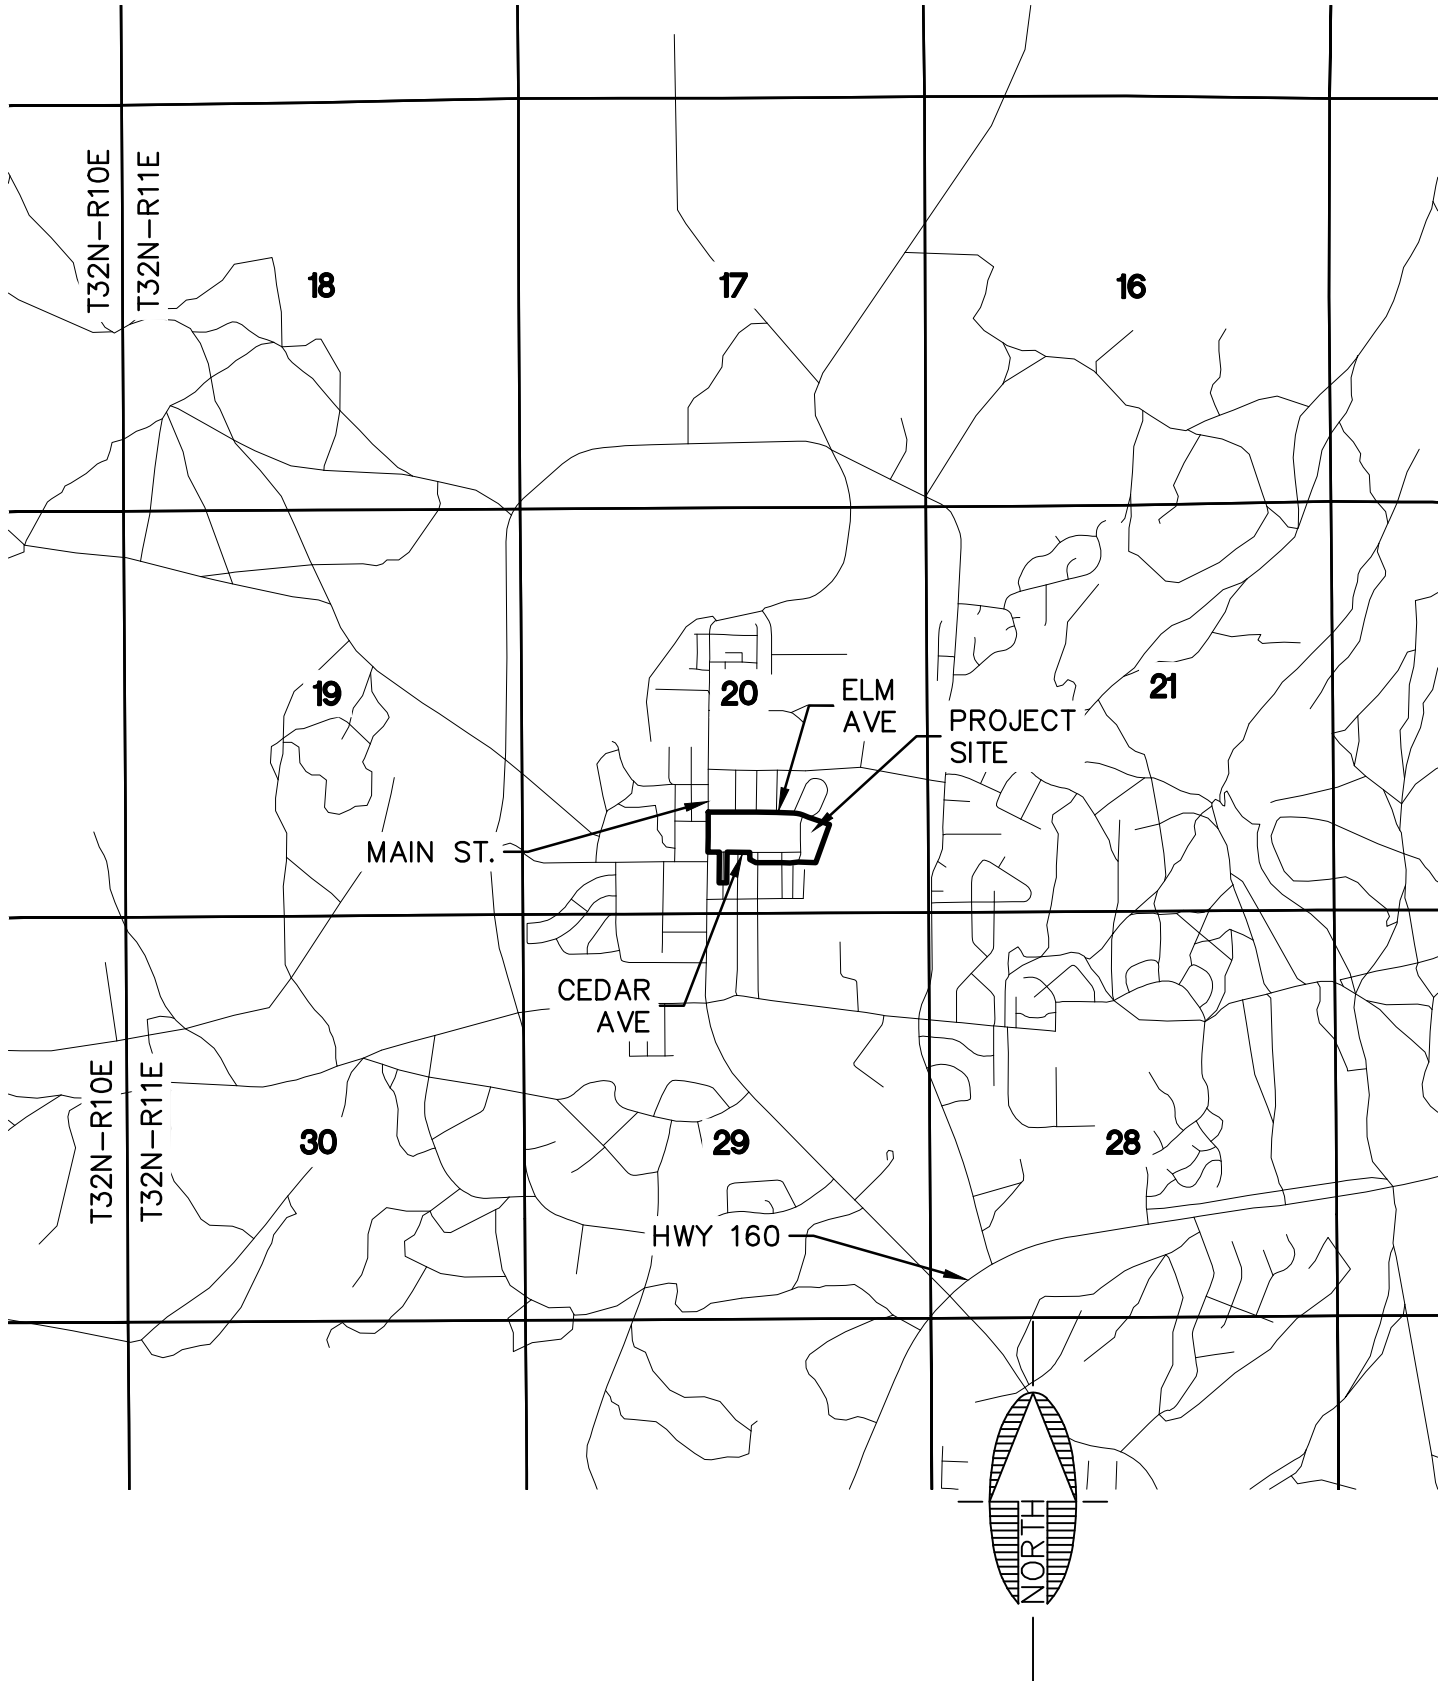 T32N-R10E
T32N-R11E
18
17
16
19
20
21
ELM
AVE
PROJECT
SITE
MAIN ST.
CEDAR
AVE
T32N-R10E
T32N-R11E
30
29
28
HWY 160
NORTH